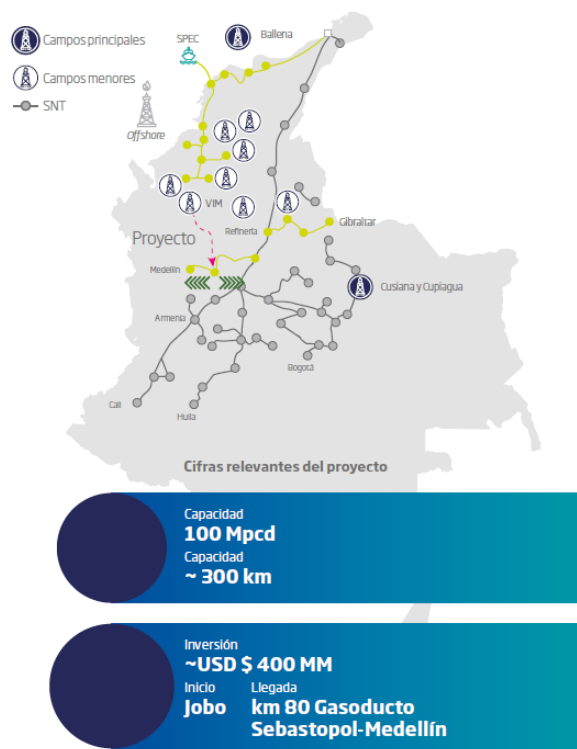 Campos principales
Campos menores
SNT
SPEC
Ballena
Offshore
VIM
Proyecto
Refinería
Gibraltar
Medellín
Cusiana y Cupiagua
Armenia
Bogotá
Cali
Huila
Cifras relevantes del proyecto
Capacidad
100 Mpcd
Capacidad
~ 300 km
Inversión
~USD $ 400 MM
Inicio Llegada
Jobo km 80 Gasoducto
Sebastopol-Medellín